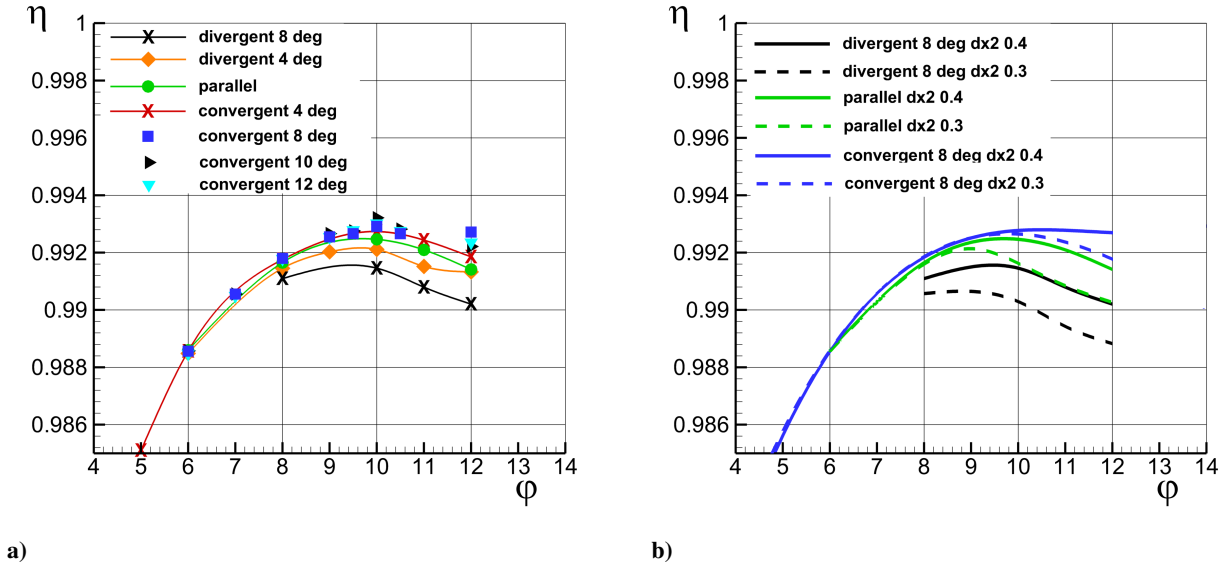 η
1
0.998
0.996
0.994
0.992
0.99
0.988
0.986
divergent 8 deg
divergent 4 deg
parallel
convergent 4 deg
convergent 8 deg
convergent 10 deg
convergent 12 deg
4 5 6 7 8 9 10 11 12 13 14
φ
a)
η
1
0.998
0.996
0.994
0.992
0.99
0.988
0.986
divergent 8 deg dx2 0.4
divergent 8 deg dx2 0.3
parallel dx2 0.4
parallel dx2 0.3
convergent 8 deg dx2 0.4
convergent 8 deg dx2 0.3
4 5 6 7 8 9 10 11 12 13 14
φ
b)